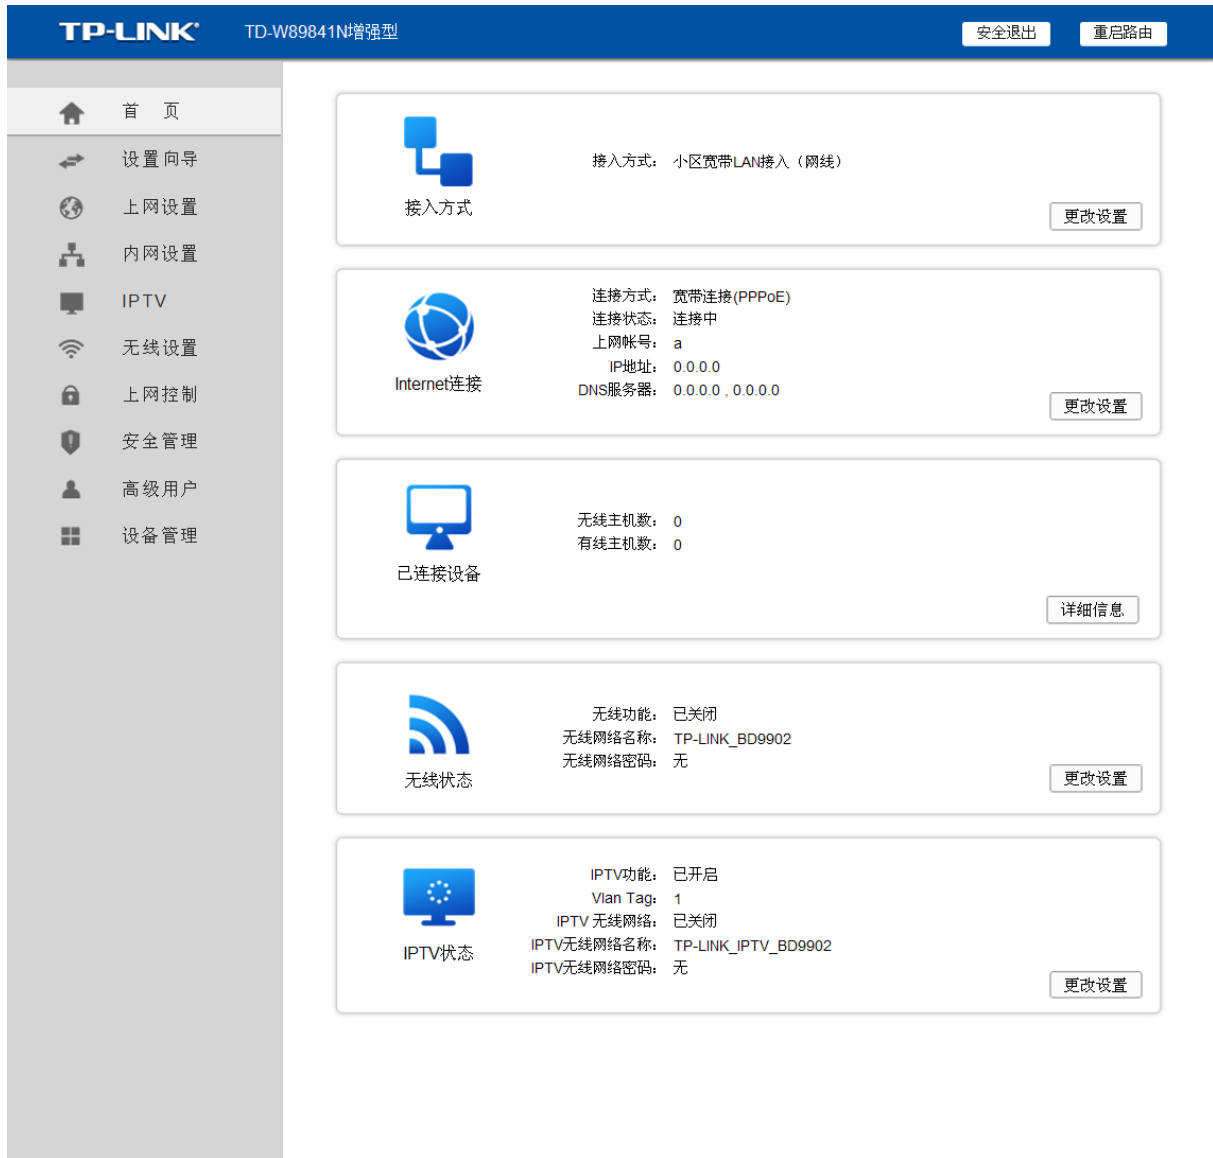 TP-LINK TD-W89841N增强型 安全退出 重启路由
首 页
设置向导
上网设置
内网设置
IPTV
无线设置
上网控制
安全管理
高级用户
设备管理
接入方式
接入方式: 小区宽带LAN接入（网线）
更改设置
Internet连接
连接方式: 宽带连接(PPPoE)
连接状态: 连接中
上网帐号: a
IP地址: 0.0.0.0
DNS服务器: 0.0.0.0 , 0.0.0.0
更改设置
已连接设备
无线主机数: 0
有线主机数: 0
详细信息
无线状态
无线功能: 已关闭
无线网络名称: TP-LINK_BD9902
无线网络密码: 无
更改设置
IPTV状态
IPTV功能: 已开启
Vlan Tag: 1
IPTV 无线网络: 已关闭
IPTV无线网络名称: TP-LINK_IPTV_BD9902
IPTV无线网络密码: 无
更改设置